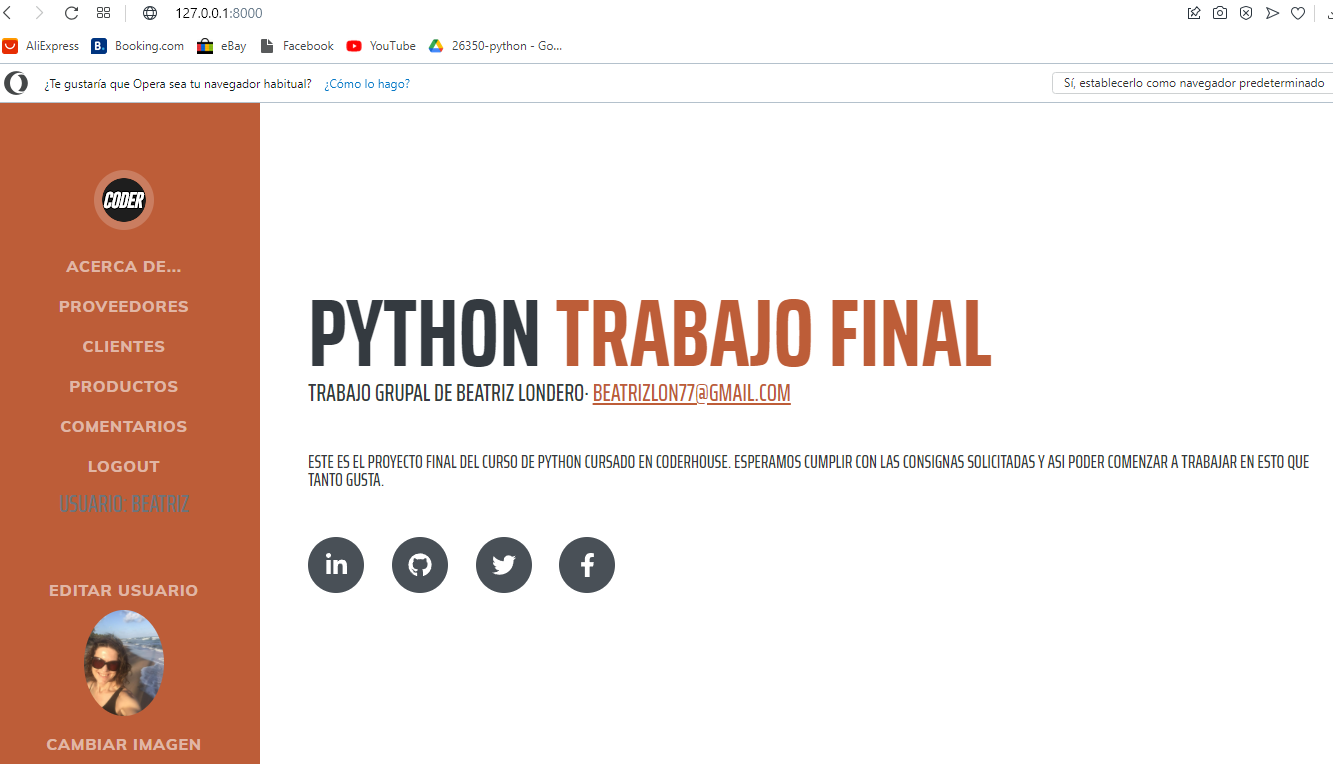 127.0.0.1:8000
AliExpress B. Booking.com eBay Facebook YouTube 26350-python - Go...
¿Te gustaría que Opera sea tu navegador habitual? ¿Cómo lo hago? Sí, establecerlo como navegador predeterminado
CODER
ACERCA DE...
PROVEEDORES
CLIENTES
PRODUCTOS
COMENTARIOS
LOGOUT
USUARIO: BEATRIZ
EDITAR USUARIO
CAMBIAR IMAGEN
PYTHON TRABAJO FINAL
TRABAJO GRUPAL DE BEATRIZ LONDERO· BEATRIZLON77@GMAIL.COM
ESTE ES EL PROYECTO FINAL DEL CURSO DE PYTHON CURSADO EN CODERHOUSE. ESPERAMOS CUMPLIR CON LAS CONSIGNAS SOLICITADAS Y ASI PODER COMENZAR A TRABAJAR EN ESTO QUE
TANTO GUSTA.
in